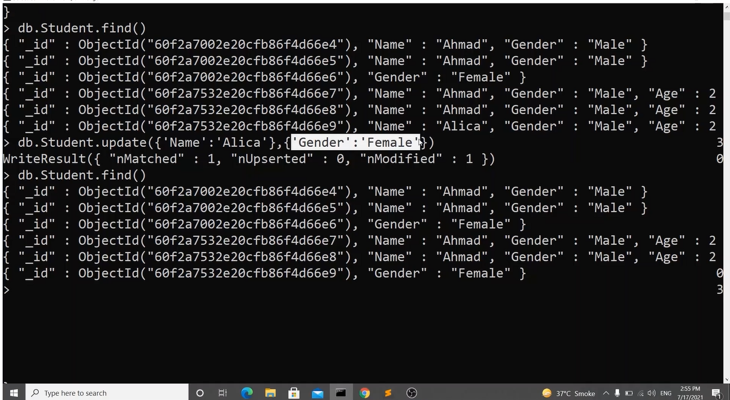 }
> db.Student.find()
{ "_id" : ObjectId("60f2a7002e20cfb86f4d66e4"), "Name" : "Ahmad", "Gender" : "Male" }
{ "_id" : ObjectId("60f2a7002e20cfb86f4d66e5"), "Name" : "Ahmad", "Gender" : "Male" }
{ "_id" : ObjectId("60f2a7002e20cfb86f4d66e6"), "Gender" : "Female" }
{ "_id" : ObjectId("60f2a7532e20cfb86f4d66e7"), "Name" : "Ahmad", "Gender" : "Male", "Age" : 2
{ "_id" : ObjectId("60f2a7532e20cfb86f4d66e8"), "Name" : "Ahmad", "Gender" : "Male", "Age" : 2
{ "_id" : ObjectId("60f2a7532e20cfb86f4d66e9"), "Name" : "Alica", "Gender" : "Male", "Age" : 2
> db.Student.update({'Name':'Alica'},{'Gender':'Female'}) 3
WriteResult({ "nMatched" : 1, "nUpserted" : 0, "nModified" : 1 }) 0
> db.Student.find()
{ "_id" : ObjectId("60f2a7002e20cfb86f4d66e4"), "Name" : "Ahmad", "Gender" : "Male" }
{ "_id" : ObjectId("60f2a7002e20cfb86f4d66e5"), "Name" : "Ahmad", "Gender" : "Male" }
{ "_id" : ObjectId("60f2a7002e20cfb86f4d66e6"), "Gender" : "Female" }
{ "_id" : ObjectId("60f2a7532e20cfb86f4d66e7"), "Name" : "Ahmad", "Gender" : "Male", "Age" : 2
{ "_id" : ObjectId("60f2a7532e20cfb86f4d66e8"), "Name" : "Ahmad", "Gender" : "Male", "Age" : 2
{ "_id" : ObjectId("60f2a7532e20cfb86f4d66e9"), "Gender" : "Female" } 0
> 3
Type here to search
37°C Smoke
ENG
2:55 PM
7/17/2021